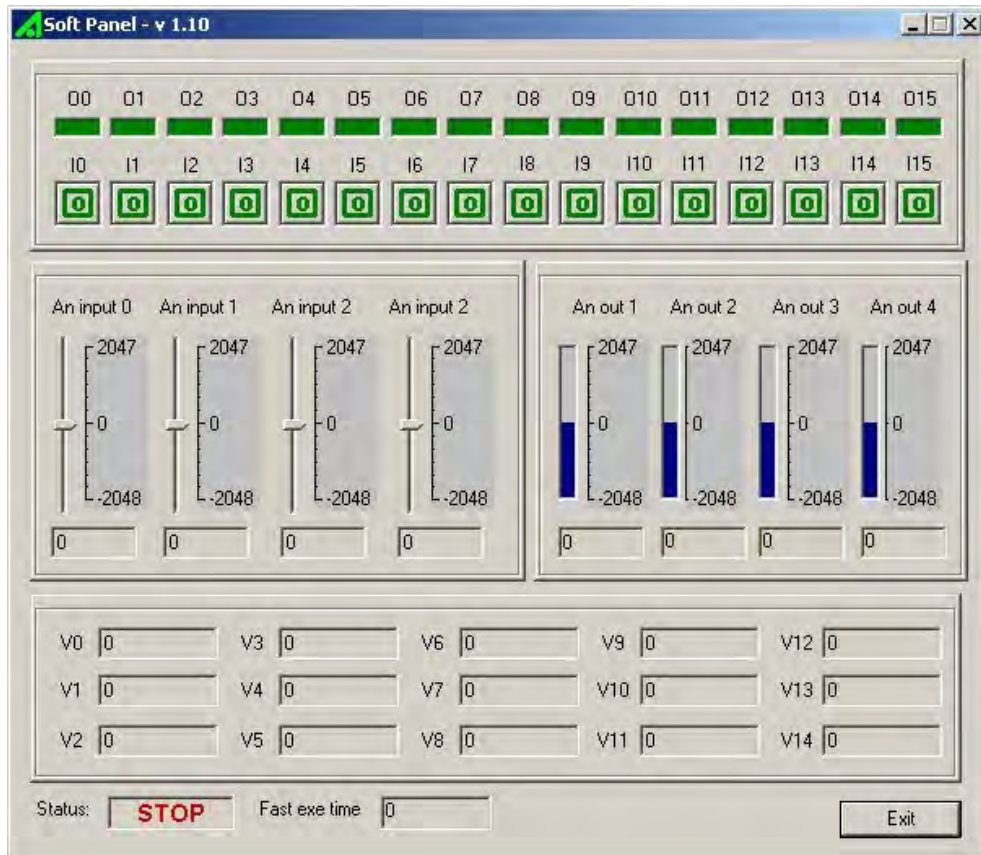 Soft Panel - v 1.10
O0 O1 O2 O3 O4 O5 O6 O7 O8 O9 O10 O11 O12 O13 O14 O15
I0 I1 I2 I3 I4 I5 I6 I7 I8 I9 I10 I11 I12 I13 I14 I15
0 0 0 0 0 0 0 0 0 0 0 0 0 0 0 0
An input 0 An input 1 An input 2 An input 2 An out 1 An out 2 An out 3 An out 4
2047 2047 2047 2047 2047 2047 2047 2047
0 0 0 0 0 0 0 0
-2048 -2048 -2048 -2048 -2048 -2048 -2048 -2048
0 0 0 0 0 0 0 0
V0 0 V3 0 V6 0 V9 0 V12 0
V1 0 V4 0 V7 0 V10 0 V13 0
V2 0 V5 0 V8 0 V11 0 V14 0
Status: STOP Fast exe time 0 Exit